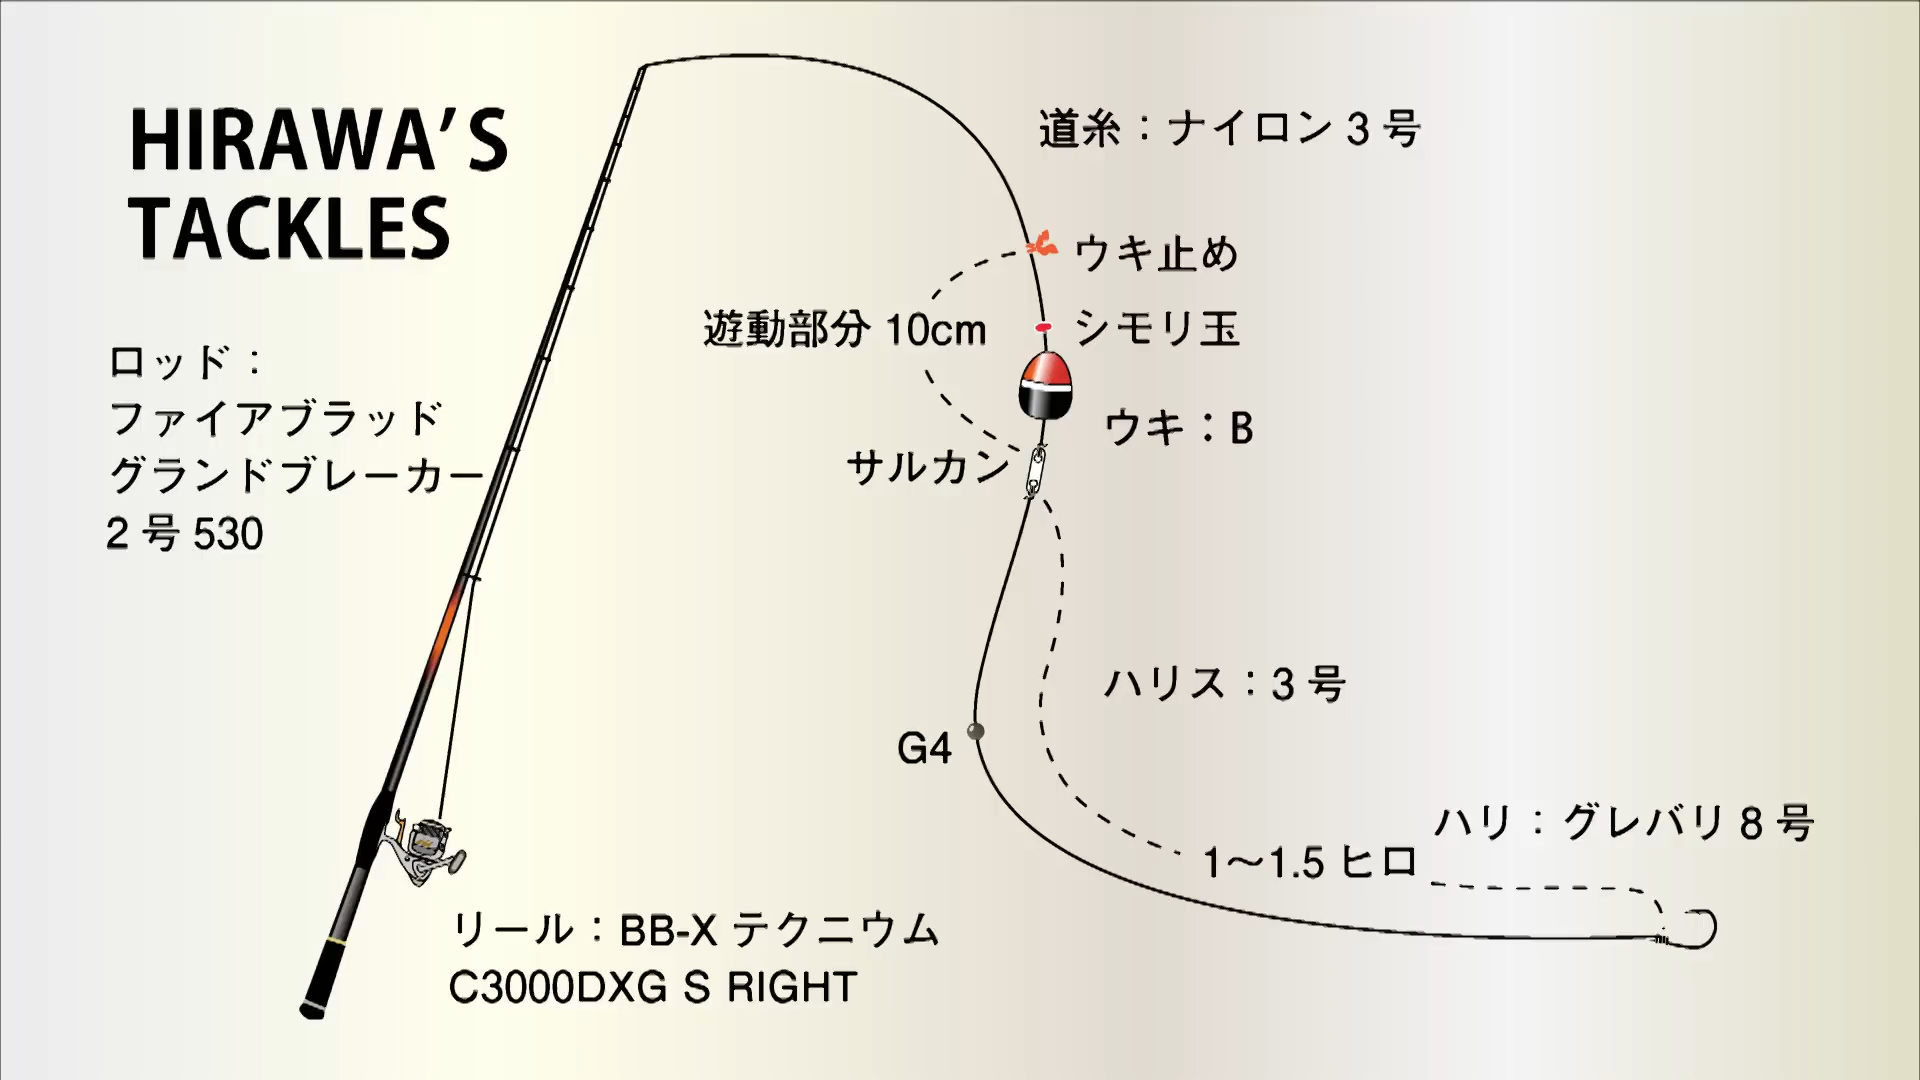 HIRAWA'S
TACKLES
道糸：ナイロン 3 号
ウキ止め
遊動部分 10cm
シモリ玉
ロッド：
ファイアブラッド
グランドブレーカー
2 号 530
ウキ：B
サルカン
ハリス：3 号
G4
ハリ：グレバリ 8 号
1～1.5 ヒロ
リール：BB-X テクニウム
C3000DXG S RIGHT